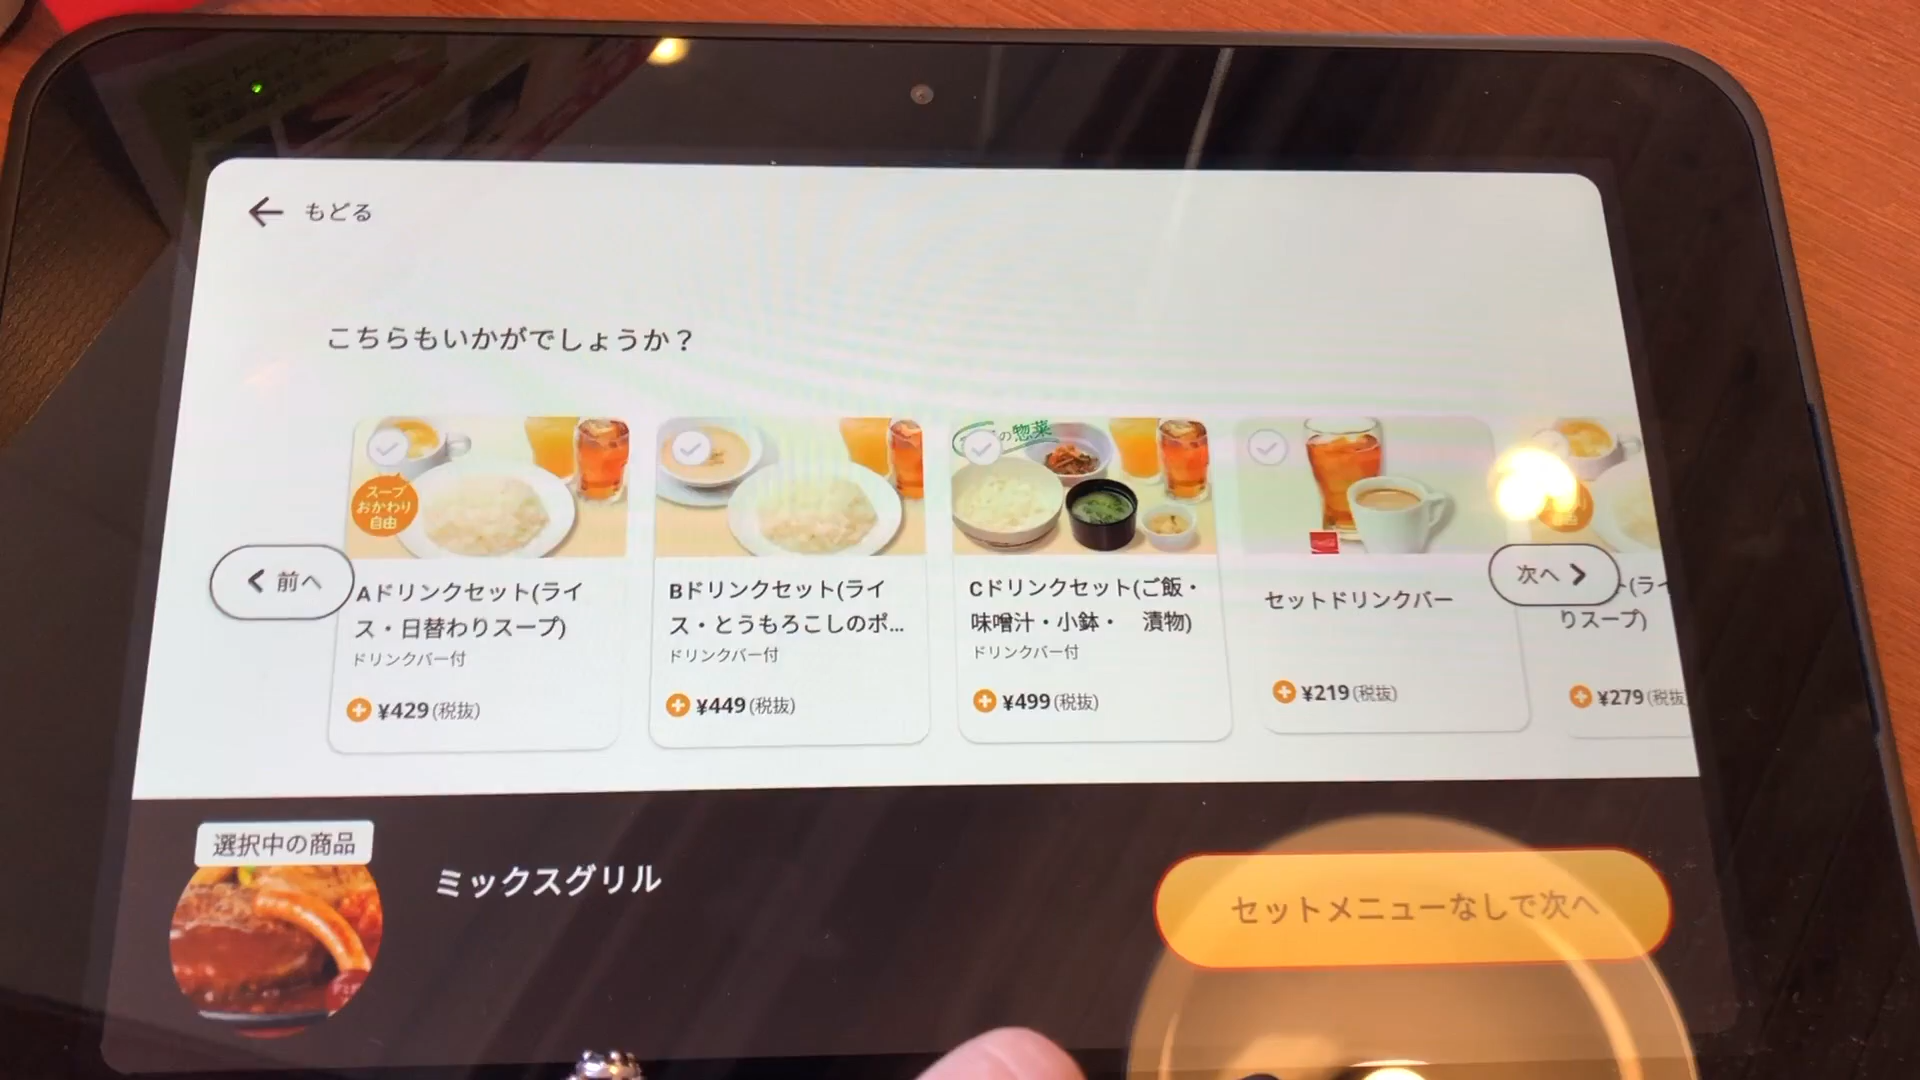 もどる
こちらもいかがでしょうか?
スープ
おかわり
自由
の惣菜
前へ
次へ
Aドリンクセット(ライ
ス・日替わりスープ)
ドリンクバー付
¥429(税抜)
Bドリンクセット(ライ
ス・とうもろこしのポ...
ドリンクバー付
¥449(税抜)
Cドリンクセット(ご飯・
味噌汁・小鉢・ 漬物)
ドリンクバー付
¥499(税抜)
セットドリンクバー
¥219(税抜)
ト(ライ
りスープ)
¥279(税抜
選択中の商品
ミックスグリル
セットメニューなしで次へ